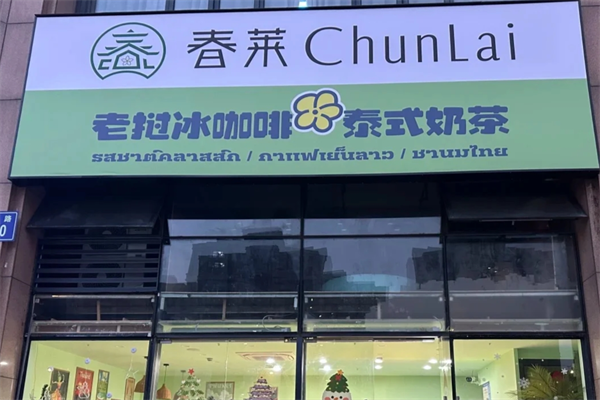 春莱 ChunLai
老挝冰咖啡 泰式奶茶
รสชาต์คลาสสัก / กาแฟเย็นลาว / ชานมไทย
路
0